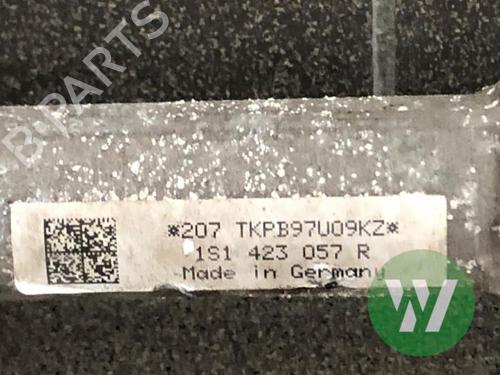 B-PARTS
*207 TKPB97U09KZ*
1S1 423 057 R
Made in Germany
W